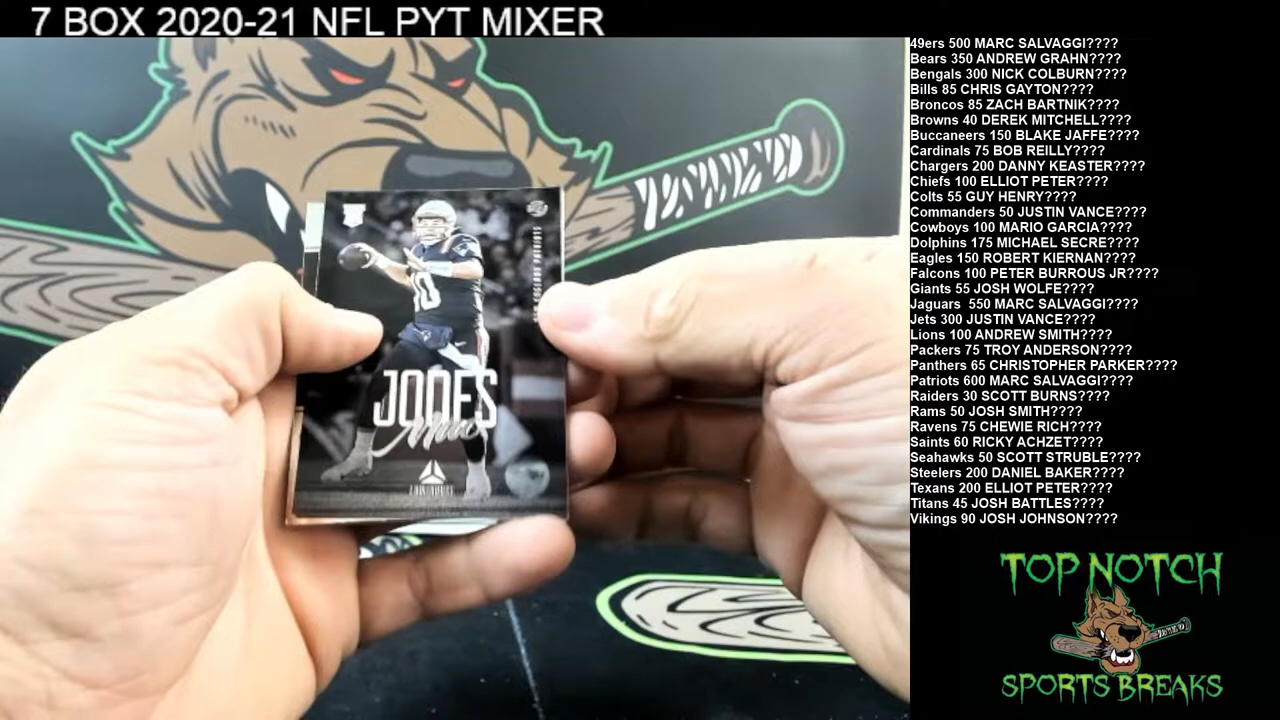 7 BOX 2020-21 NFL PYT MIXER
49ers 500 MARC SALVAGGI????
Bears 350 ANDREW GRAHN????
Bengals 300 NICK COLBURN????
Bills 85 CHRIS GAYTON????
Broncos 85 ZACH BARTNIK????
Browns 40 DEREK MITCHELL????
Buccaneers 150 BLAKE JAFFE????
Cardinals 75 BOB REILLY????
Chargers 200 DANNY KEASTER????
Chiefs 100 ELLIOT PETER????
Colts 55 GUY HENRY????
Commanders 50 JUSTIN VANCE????
Cowboys 100 MARIO GARCIA????
Dolphins 175 MICHAEL SECRE????
Eagles 150 ROBERT KIERNAN????
Falcons 100 PETER BURROUS JR????
Giants 55 JOSH WOLFE????
Jaguars  550 MARC SALVAGGI????
Jets 300 JUSTIN VANCE????
Lions 100 ANDREW SMITH????
Packers 75 TROY ANDERSON????
Panthers 65 CHRISTOPHER PARKER????
Patriots 600 MARC SALVAGGI????
Raiders 30 SCOTT BURNS????
Rams 50 JOSH SMITH????
Ravens 75 CHEWIE RICH????
Saints 60 RICKY ACHZET????
Seahawks 50 SCOTT STRUBLE????
Steelers 200 DANIEL BAKER????
Texans 200 ELLIOT PETER????
Titans 45 JOSH BATTLES????
Vikings 90 JOSH JOHNSON????
TOP NOTCH
SPORTS BREAKS
10
ENGLAND PATRIOTS
JONES
Mac
LUMINANCE